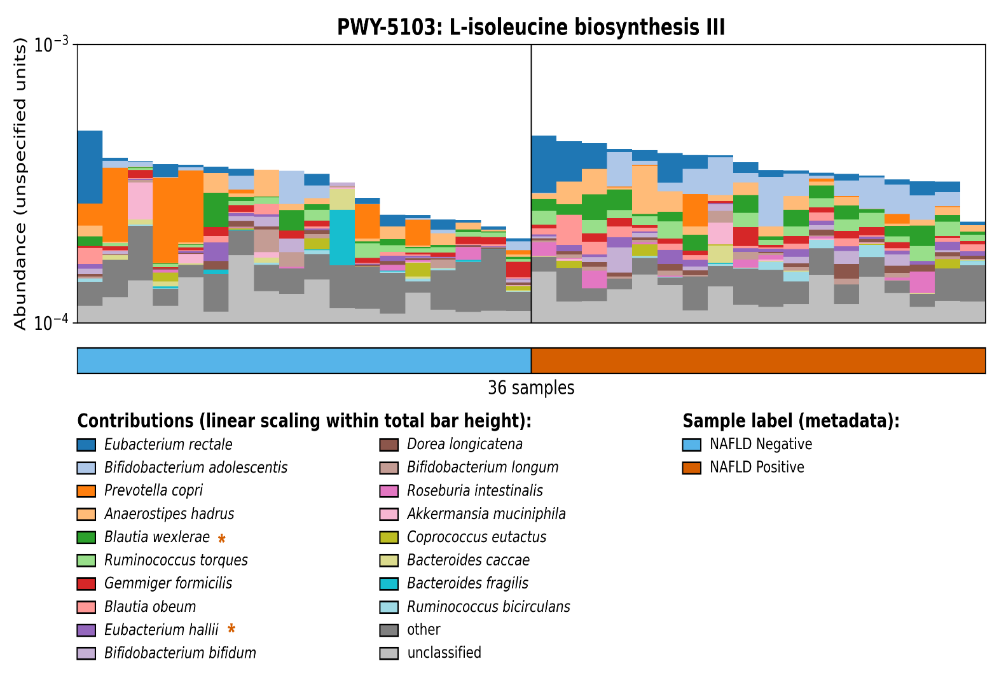 PWY-5103: L-isoleucine biosynthesis III
Abundance (unspecified units)
10⁻³
10⁻⁴
36 samples
Contributions (linear scaling within total bar height):
Eubacterium rectale
Bifidobacterium adolescentis
Prevotella copri
Anaerostipes hadrus
Blautia wexlerae *
Ruminococcus torques
Gemmiger formicilis
Blautia obeum
Eubacterium hallii *
Bifidobacterium bifidum
Dorea longicatena
Bifidobacterium longum
Roseburia intestinalis
Akkermansia muciniphila
Coprococcus eutactus
Bacteroides caccae
Bacteroides fragilis
Ruminococcus bicirculans
other
unclassified
Sample label (metadata):
NAFLD Negative
NAFLD Positive